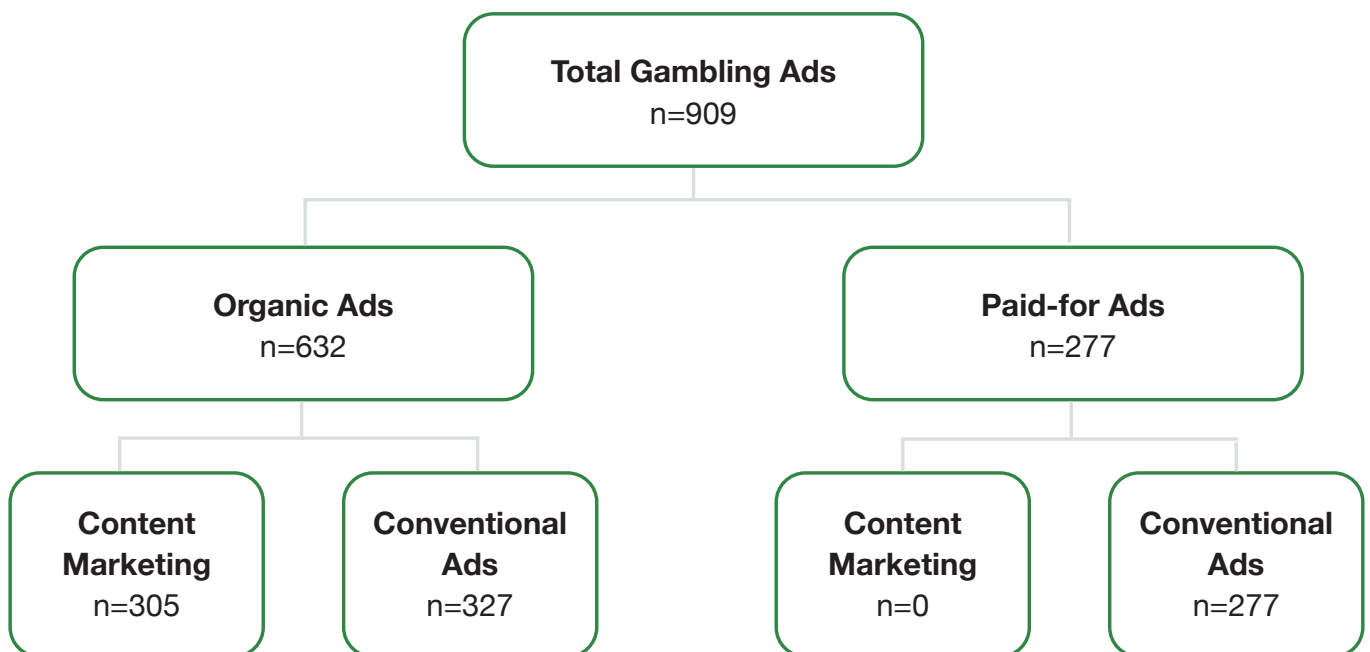 Total Gambling Ads
n=909
Organic Ads
n=632
Paid-for Ads
n=277
Content
Marketing
n=305
Conventional
Ads
n=327
Content
Marketing
n=0
Conventional
Ads
n=277